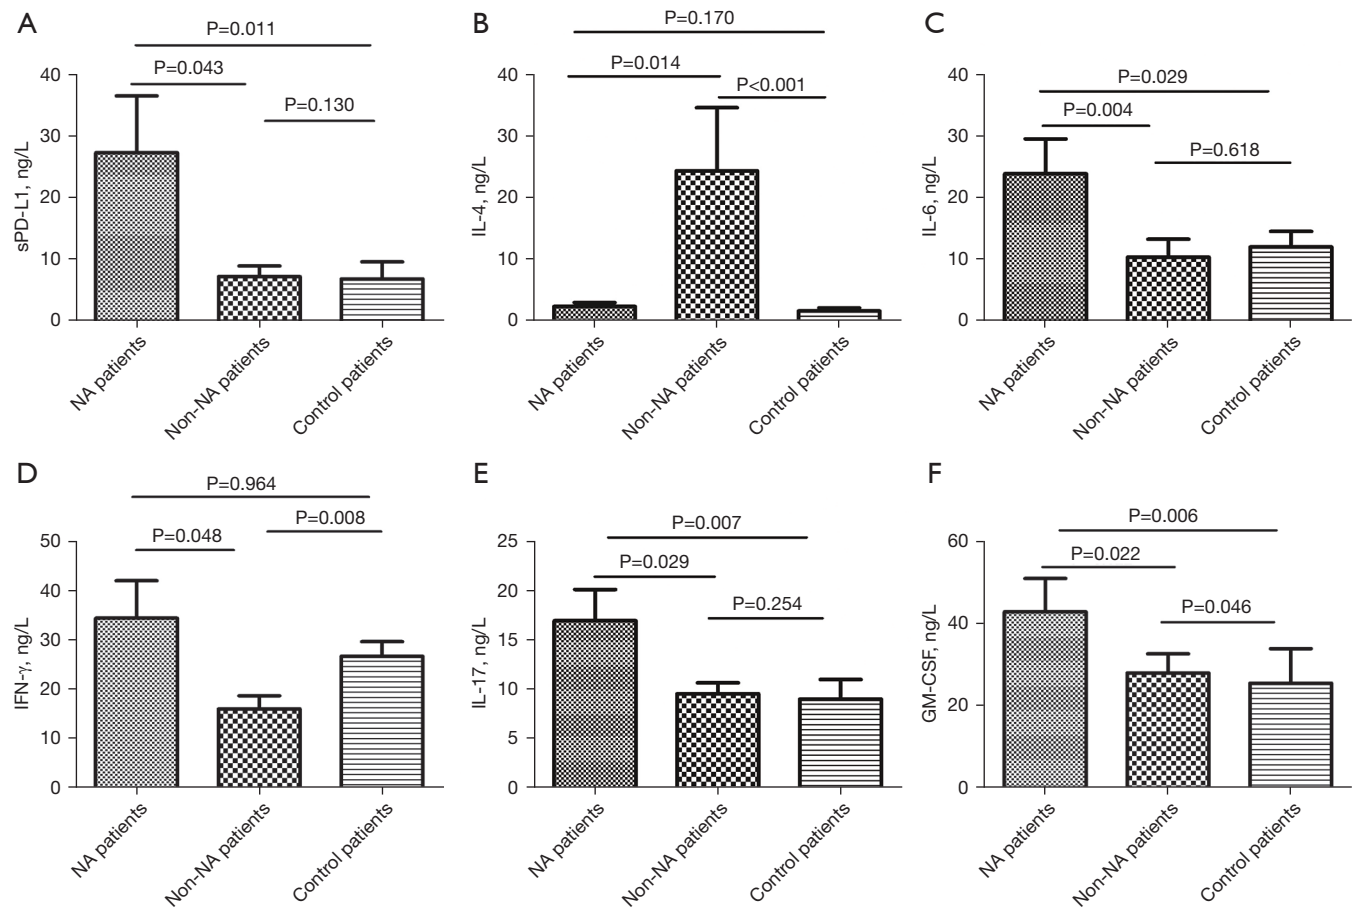 A
P=0.011
P=0.043
P=0.130
sPD-L1, ng/L
40
30
20
10
0
NA patients
Non-NA patients
Control patients
B
P=0.170
P=0.014
P<0.001
IL-4, ng/L
40
30
20
10
0
NA patients
Non-NA patients
Control patients
C
P=0.029
P=0.004
P=0.618
IL-6, ng/L
40
30
20
10
0
NA patients
Non-NA patients
Control patients
D
P=0.964
P=0.048
P=0.008
IFN-γ, ng/L
50
40
30
20
10
0
NA patients
Non-NA patients
Control patients
E
P=0.007
P=0.029
P=0.254
IL-17, ng/L
25
20
15
10
5
0
NA patients
Non-NA patients
Control patients
F
P=0.006
P=0.022
P=0.046
GM-CSF, ng/L
60
40
20
0
NA patients
Non-NA patients
Control patients